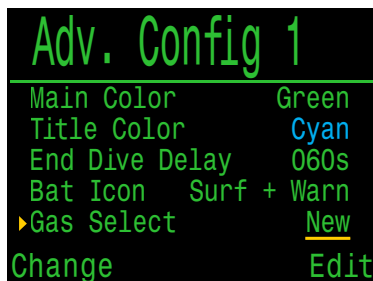 Adv. Config 1
Main Color Green
Title Color Cyan
End Dive Delay 060s
Bat Icon Surf + Warn
Gas Select New
Change Edit